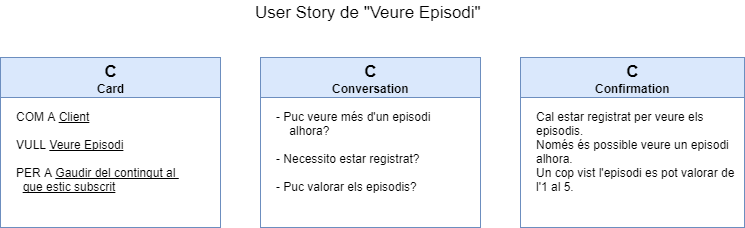 User Story de "Veure Episodi"
C
Card
COM A Client
VULL Veure Episodi
PER A Gaudir del contingut al
que estic subscrit
C
Conversation
- Puc veure més d'un episodi
alhora?
- Necessito estar registrat?
- Puc valorar els episodis?
C
Confirmation
Cal estar registrat per veure els
episodis.
Només és possible veure un episodi
alhora.
Un cop vist l'episodi es pot valorar de
l'1 al 5.